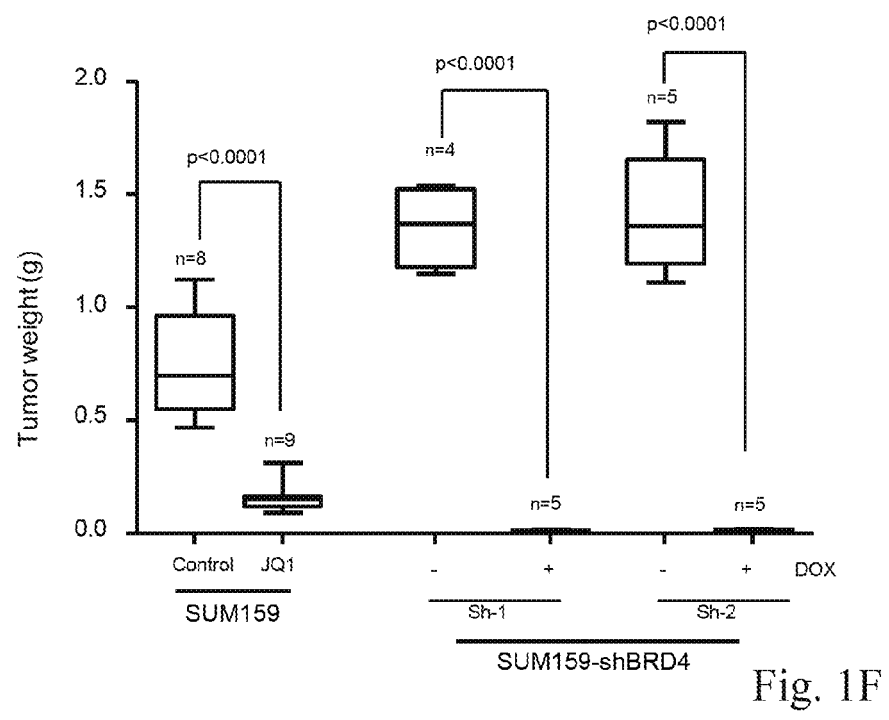 p<0.0001
p<0.0001
p<0.0001
2.0
1.5
1.0
0.5
0.0
Tumor weight (g)
n=8
n=9
n=4
n=5
n=5
n=5
Control JQ1 - + - + DOX
SUM159 Sh-1 Sh-2
SUM159-shBRD4
Fig. 1F